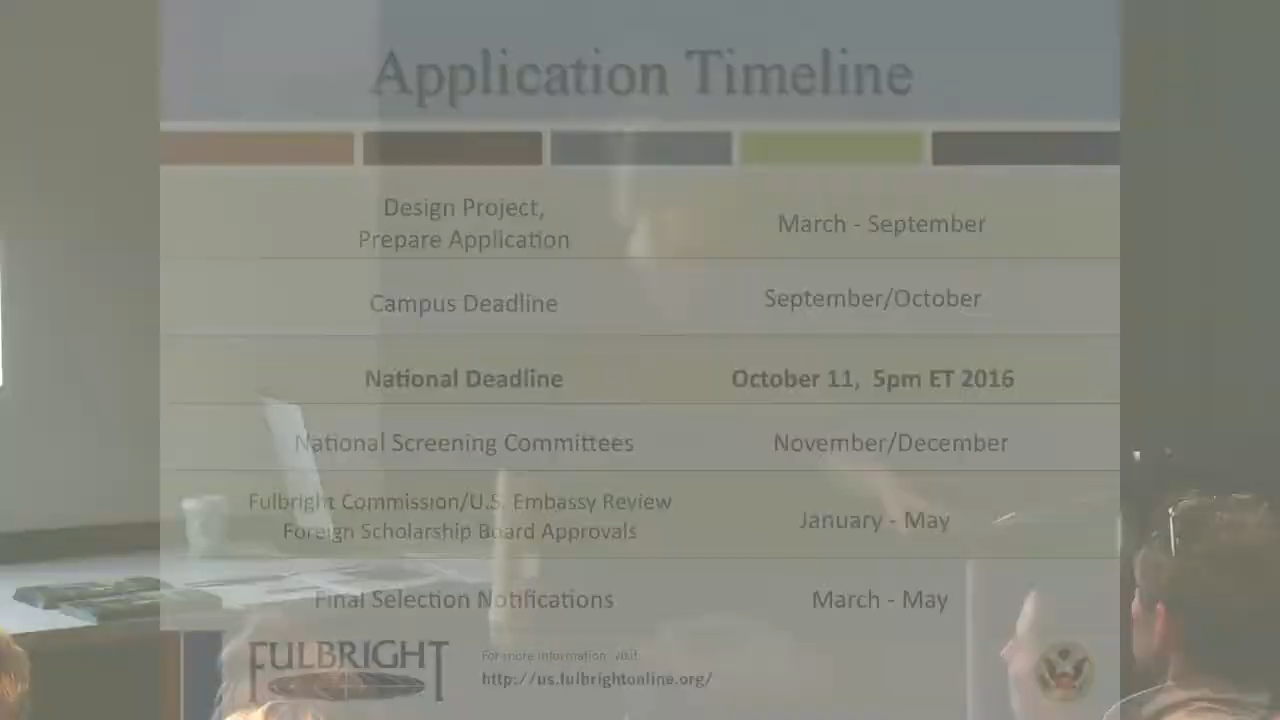 Application Timeline
Design Project,
Prepare Application
March - September
Campus Deadline
September/October
National Deadline
October 11,  5pm ET 2016
National Screening Committees
November/December
Fulbright Commission/U.S. Embassy Review
Foreign Scholarship Board Approvals
January - May
Final Selection Notifications
March - May
FULBRIGHT
For more information, visit:
http://us.fulbrightonline.org/